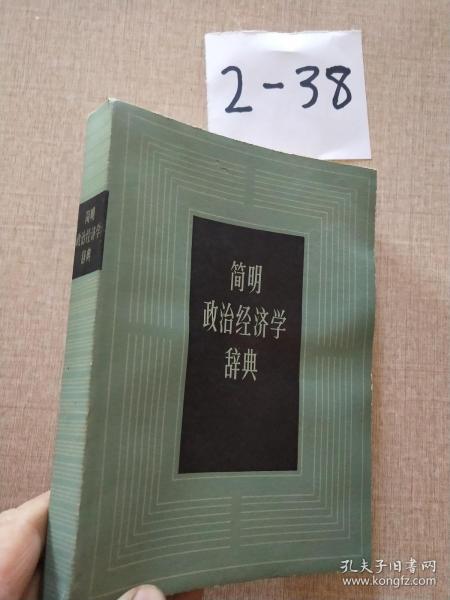 2-38
简明
政治经济学
辞典
简明
政治经济学
辞典
孔夫子旧书网
www.kongfz.com